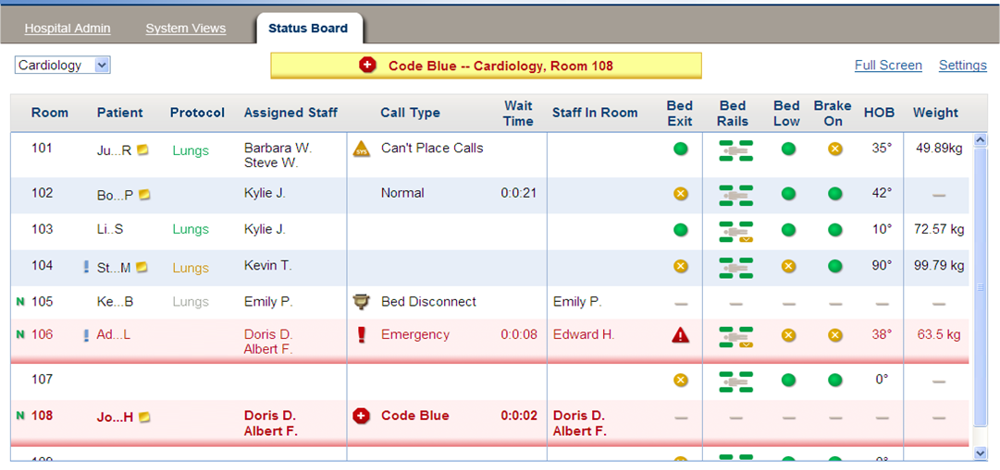 Hospital Admin System Views Status Board
Cardiology Code Blue -- Cardiology, Room 108 Full Screen Settings
Room Patient Protocol Assigned Staff Call Type Wait Time Staff In Room Bed Exit Bed Rails Bed Low Brake On HOB Weight
101 Ju...R Lungs Barbara W. SYS Can't Place Calls 35° 49.89kg
Steve W.
102 Bo...P Kylie J. Normal 0:0:21 42° —
103 Li..S Lungs Kylie J. 10° 72.57 kg
104 ! St...M Lungs Kevin T. 90° 99.79 kg
N 105 Ke...B Lungs Emily P. Bed Disconnect Emily P. — — — — — —
N 106 ! Ad...L Doris D. ! Emergency 0:0:08 Edward H. ! 38° 63.5 kg
Albert F.
107 0° —
N 108 Jo...H Doris D. Code Blue 0:0:02 Doris D. — — — — — —
Albert F. Albert F.
109 0°